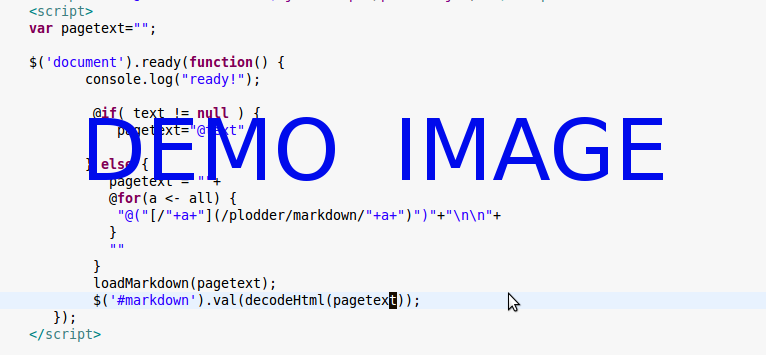 <script>
var pagetext="";
$('document').ready(function() {
console.log("ready!");
@if( text != null ) {
pagetext="@text"
DEMO IMAGE
} else {
pagetext = ""+
@for(a <- all) {
"@("[/"+a+"](/plodder/markdown/"+a+")")"+"\n\n"+
}
""
}
loadMarkdown(pagetext);
$('#markdown').val(decodeHtml(pagetext));
});
</script>